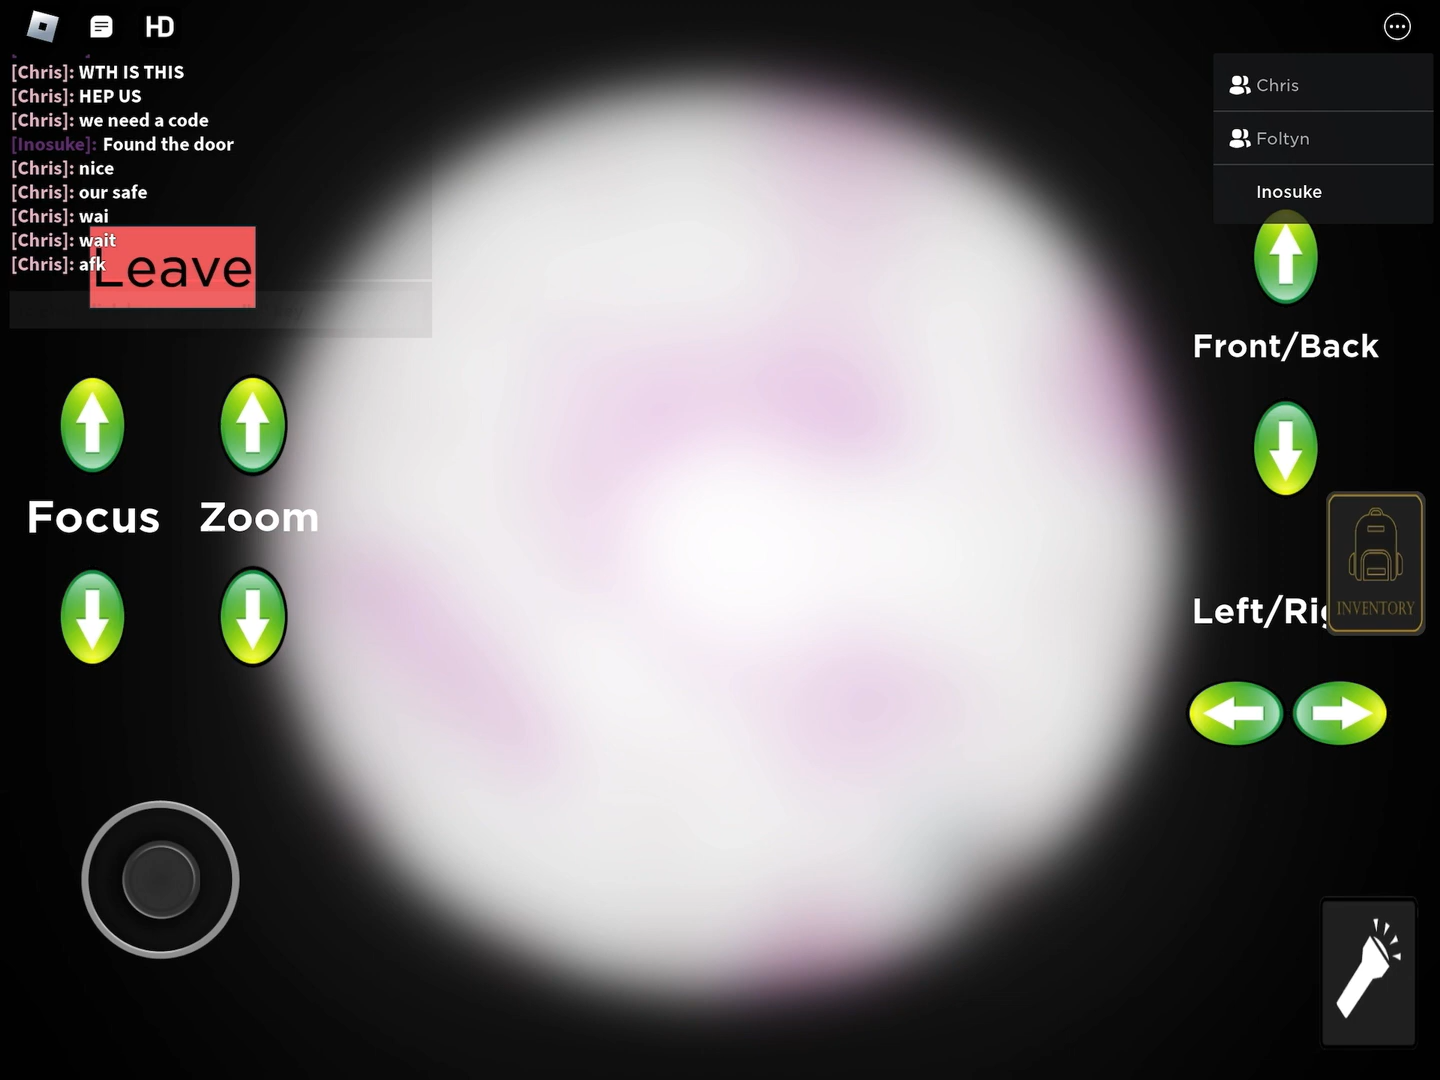 HD
[Chris]: WTH IS THIS
[Chris]: HEP US
[Chris]: we need a code
[Inosuke]: Found the door
[Chris]: nice
[Chris]: our safe
[Chris]: wai
[Chris]: wait
[Chris]: afk
Leave
Chris
Foltyn
Inosuke
Front/Back
Focus
Zoom
INVENTORY
Left/Rig